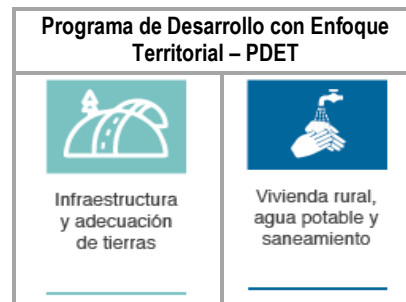 Programa de Desarrollo con Enfoque
Territorial – PDET
Infraestructura
y adecuación
de tierras
Vivienda rural,
agua potable y
saneamiento